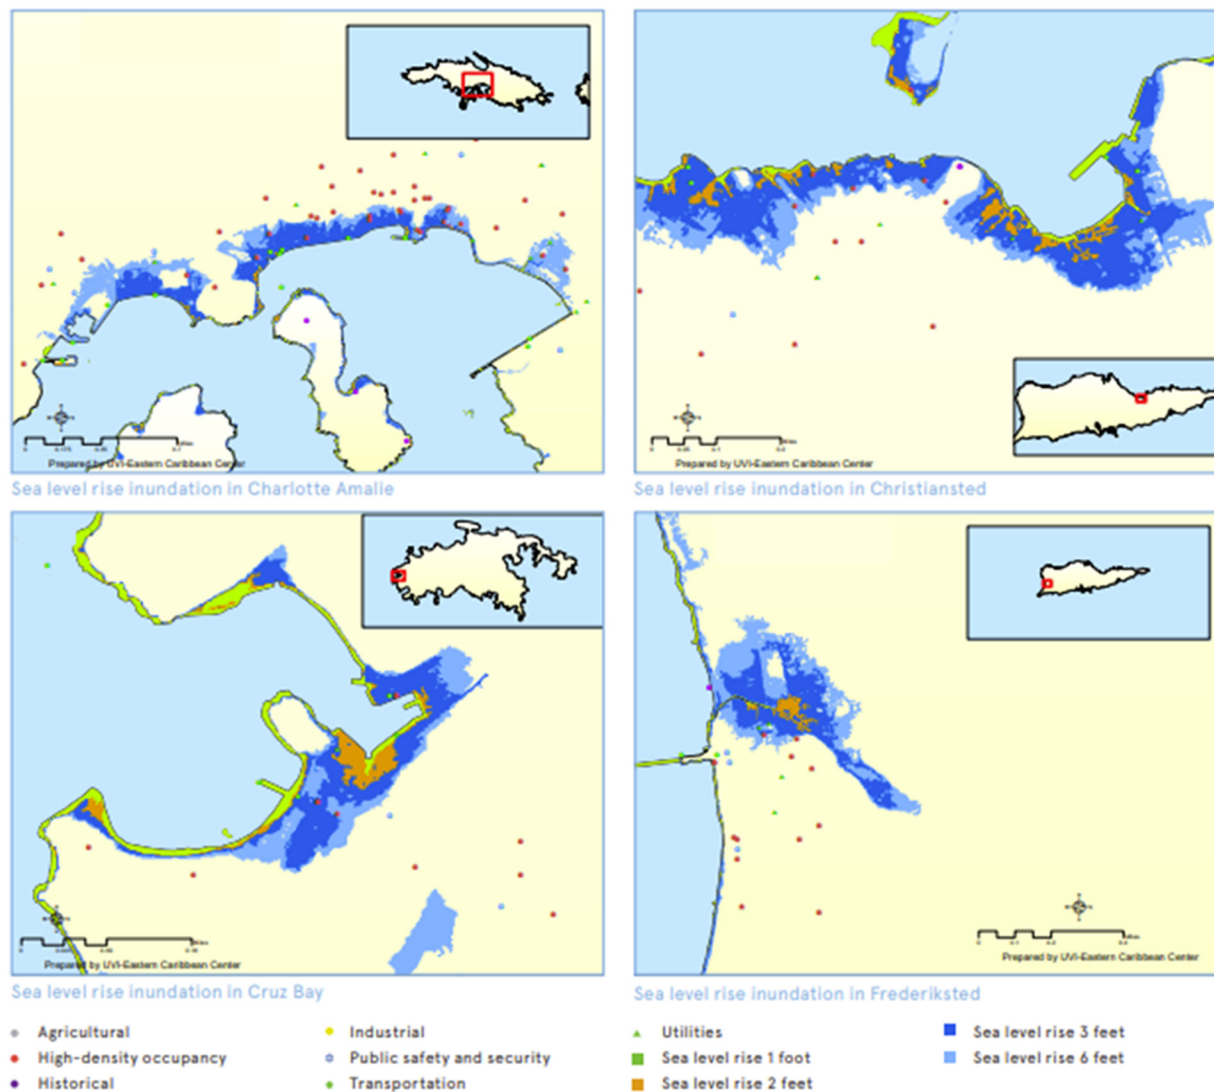 Prepared by UVI-Eastern Caribbean Center
Sea level rise inundation in Charlotte Amalie
Prepared by UVI-Eastern Caribbean Center
Sea level rise inundation in Christiansted
Prepared by UVI-Eastern Caribbean Center
Sea level rise inundation in Cruz Bay
Prepared by UVI-Eastern Caribbean Center
Sea level rise inundation in Frederiksted
Agricultural
High-density occupancy
Historical
Industrial
Public safety and security
Transportation
Utilities
Sea level rise 1 foot
Sea level rise 2 feet
Sea level rise 3 feet
Sea level rise 6 feet